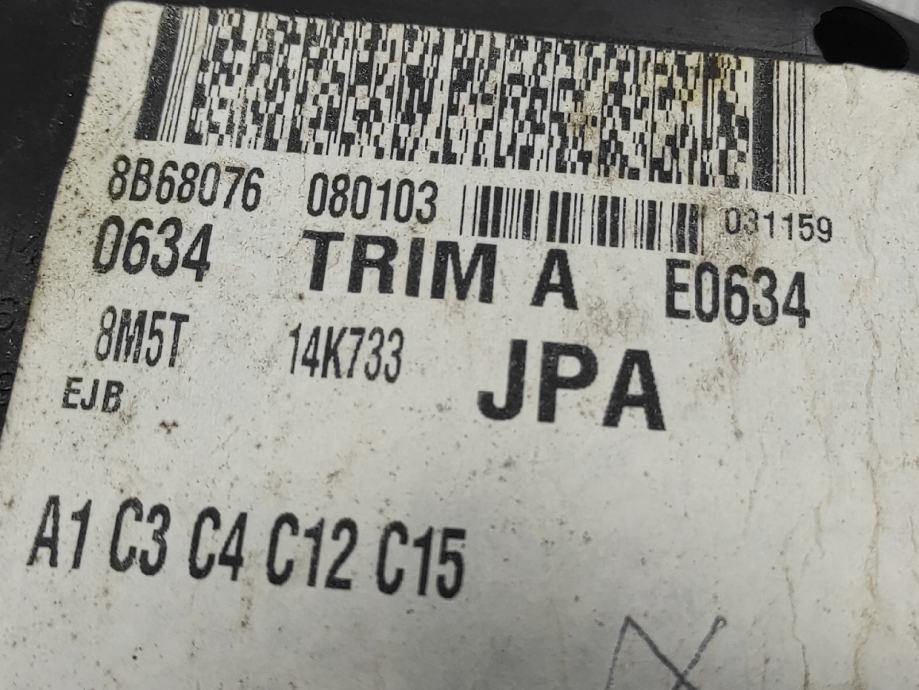 8B68076 080103 031159
0634 TRIM A E0634
8M5T 14K733 JPA
EJB
A1 C3 C4 C12 C15